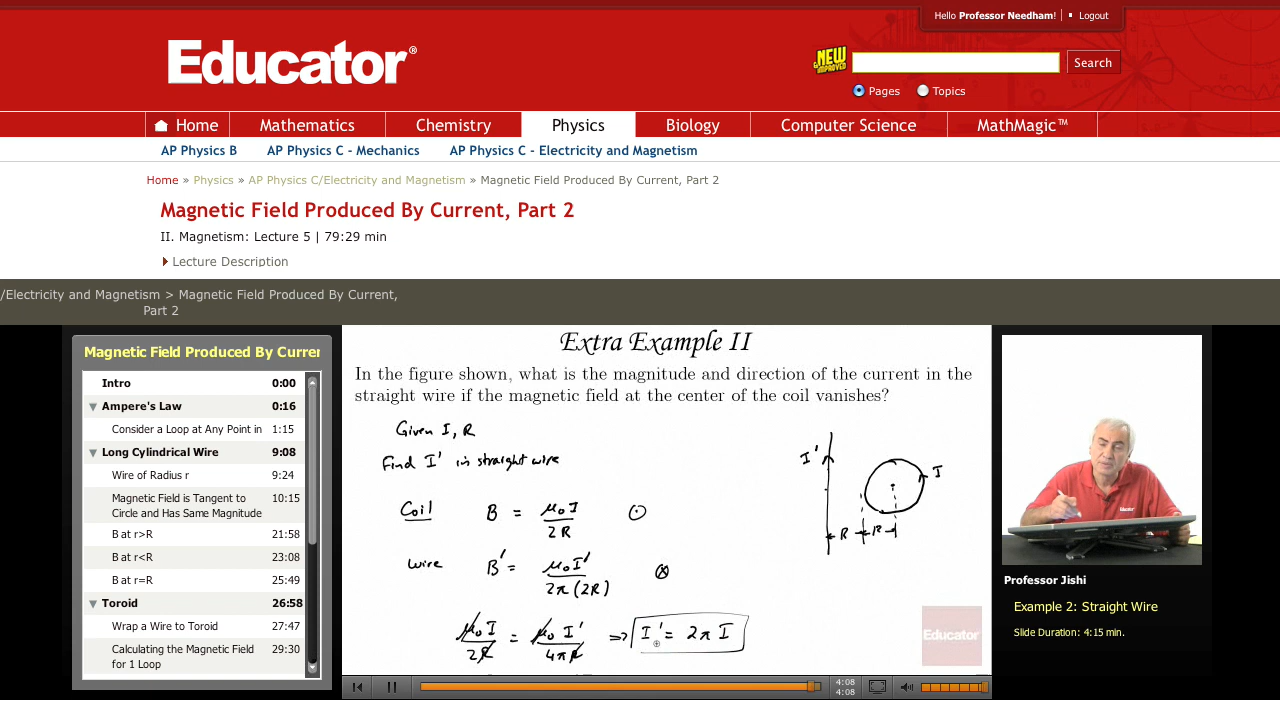 Hello Professor Needham! Logout
Educator®
NEW
& IMPROVED
Search
Pages Topics
Home Mathematics Chemistry Physics Biology Computer Science MathMagic™
AP Physics B AP Physics C - Mechanics AP Physics C - Electricity and Magnetism
Home » Physics » AP Physics C/Electricity and Magnetism » Magnetic Field Produced By Current, Part 2
Magnetic Field Produced By Current, Part 2
II. Magnetism: Lecture 5 | 79:29 min
Lecture Description
/Electricity and Magnetism > Magnetic Field Produced By Current,
Part 2
Magnetic Field Produced By Curren
Intro 0:00
Ampere's Law 0:16
Consider a Loop at Any Point in 1:15
Long Cylindrical Wire 9:08
Wire of Radius r 9:24
Magnetic Field is Tangent to 10:15
Circle and Has Same Magnitude
B at r>R 21:58
B at r<R 23:08
B at r=R 25:49
Toroid 26:58
Wrap a Wire to Toroid 27:47
Calculating the Magnetic Field 29:30
for 1 Loop
Extra Example II
In the figure shown, what is the magnitude and direction of the current in the
straight wire if the magnetic field at the center of the coil vanishes?
Given I, R
Find I' in straight wire
Coil B = μ₀I / 2R ⊙
wire B' = μ₀I' / 2π(2R) ⊗
μ₀I / 2R = μ₀I' / 4πR ⇒ I' = 2π I
I' I
R R
Educator
4:08
4:08
Professor Jishi
Example 2: Straight Wire
Slide Duration: 4:15 min.